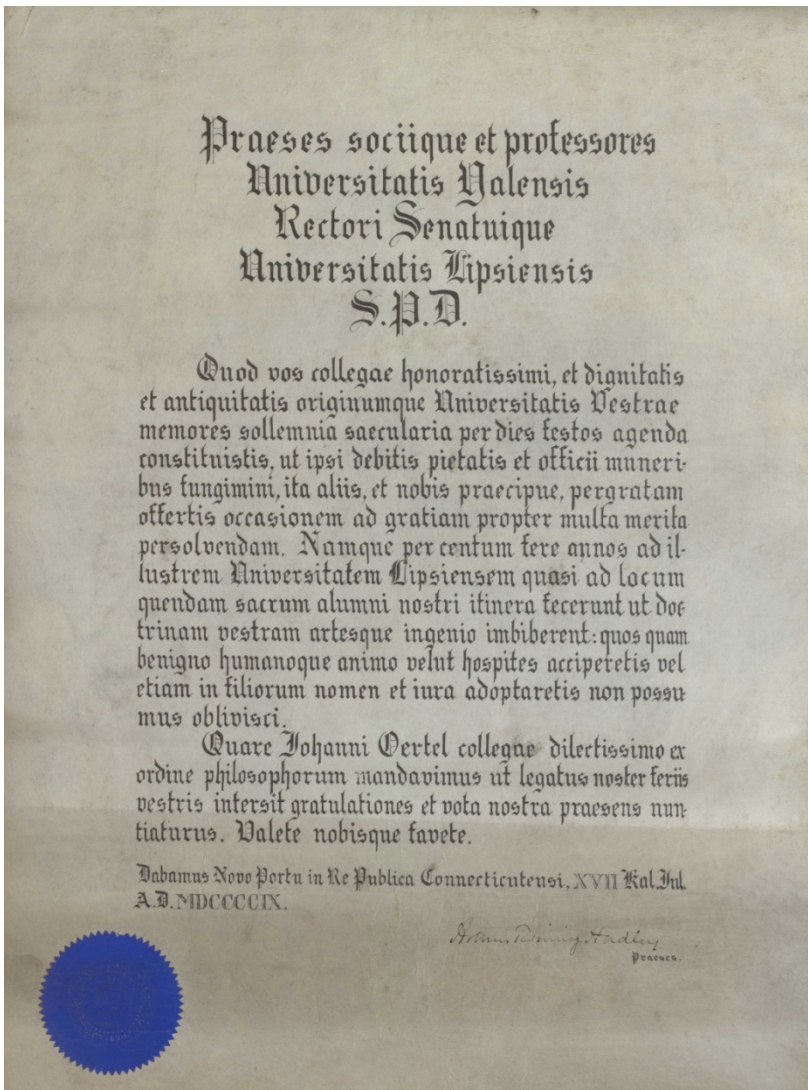 Praeses sociique et professores
Universitatis Yalensis
Rectori Senatuique
Universitatis Lipsiensis
S.P.D.
Quod vos collegae honoratissimi, et dignitatis
et antiquitatis originumque Universitatis Vestrae
memores sollemnia saecularia per dies festos agenda
constituistis, ut ipsi debitis pietatis et officii muneri-
bus fungimini, ita aliis, et nobis praecipue, pergratam
offertis occasionem ad gratiam propter multa merita
persolvendam. Namque per centum fere annos ad il-
lustrem Universitatem Lipsiensem quasi ad locum
quendam sacrum alumni nostri itinera fecerunt ut doc-
trinam vestram artesque ingenio imbiberent: quos quam
benigno humanoque animo velut hospites acciperetis vel
etiam in filiorum nomen et iura adoptaretis non possu-
mus oblivisci.
Quare Johanni Oertel collegae dilectissimo ex
ordine philosophorum mandavimus ut legatus noster feriis
vestris intersit gratulationes et vota nostra praesens nun-
tiaturus. Valete nobisque favete.
Dabamus Novo Portu in Re Publica Connecticutensi, XVII Kal. Jul.
A.D. MDCCCCIX.
Arthur Twining Hadley
Praeses.